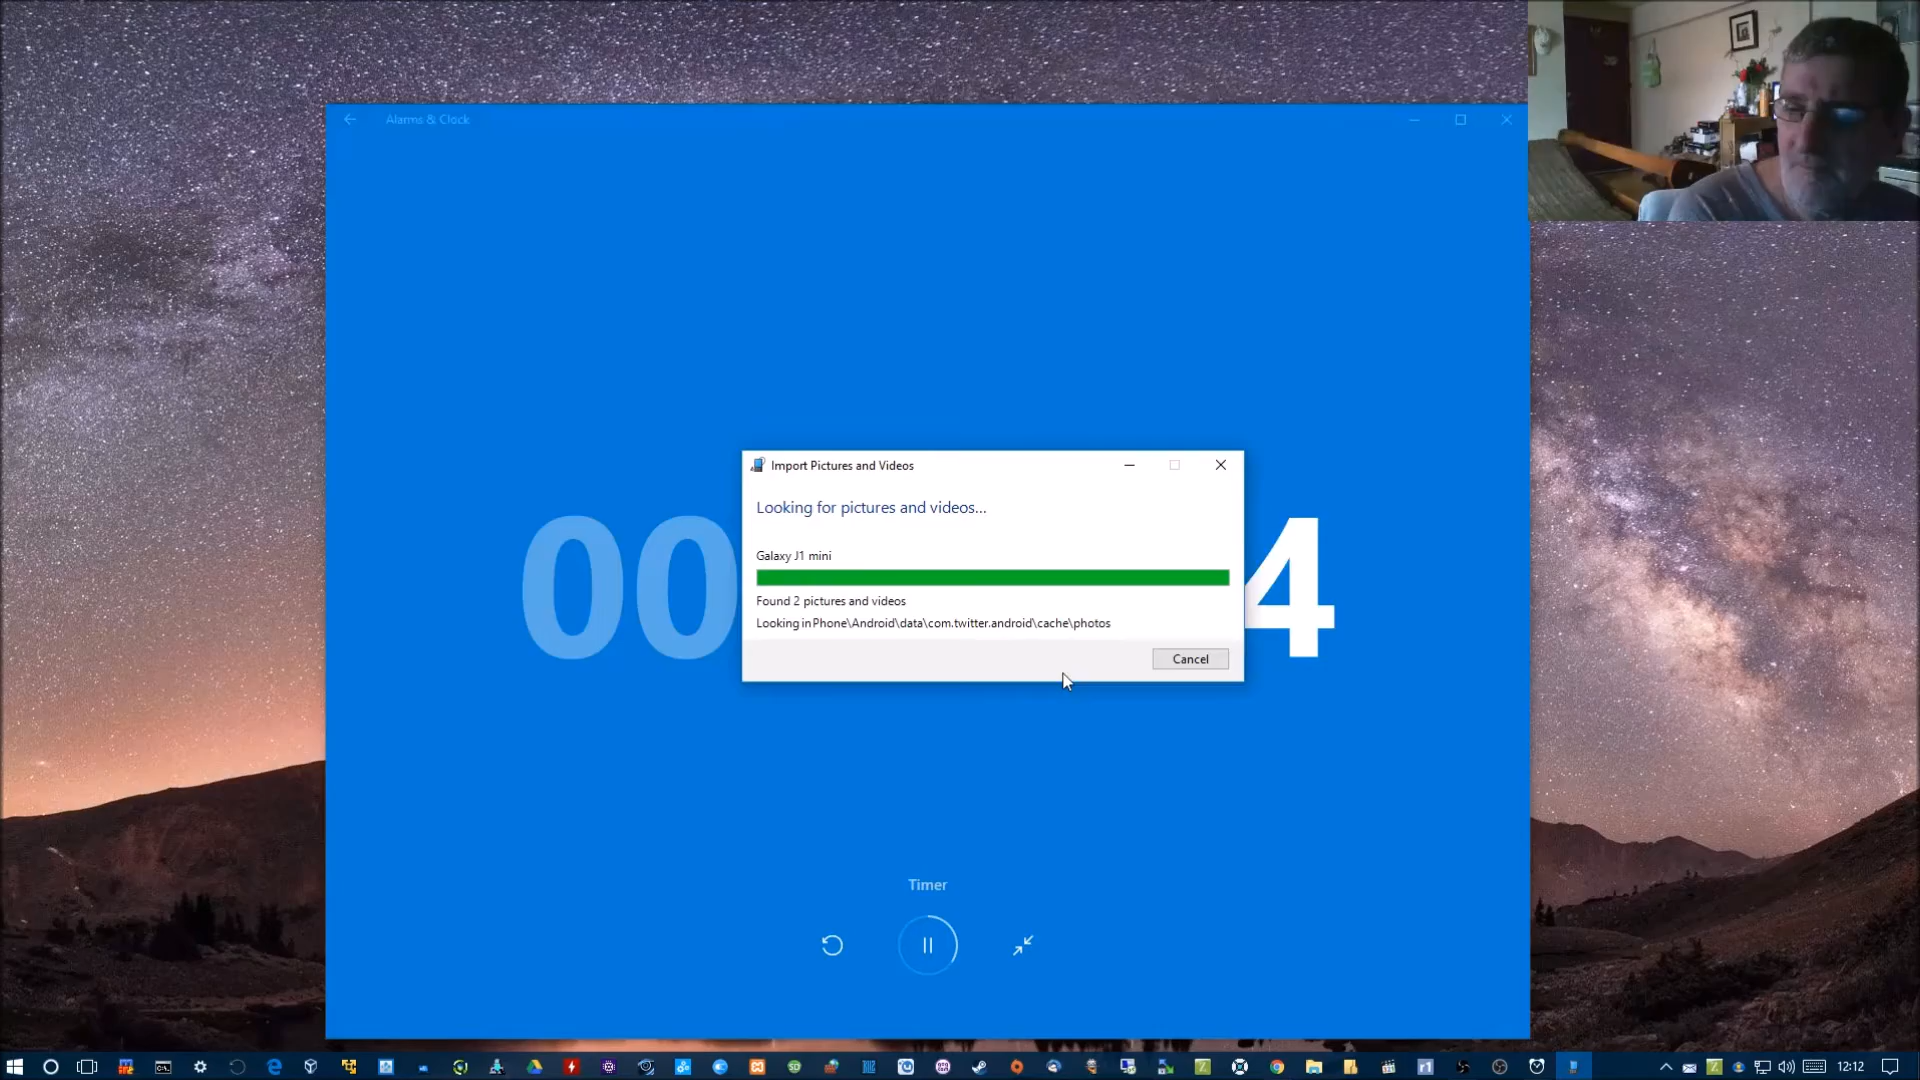 Alarms & Clock
Import Pictures and Videos
Looking for pictures and videos...
Galaxy J1 mini
Found 2 pictures and videos
Looking in Phone\Android\data\com.twitter.android\cache\photos
Cancel
00
4
Timer
12:12